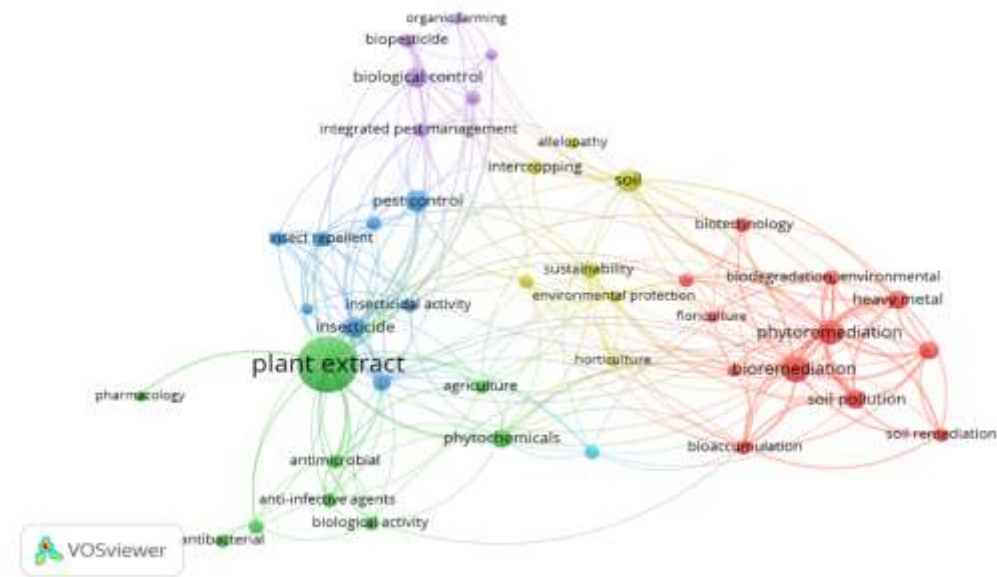 organic farming
biopesticide
biological control
integrated pest management
allelopathy
intercropping
soil
pest control
biotechnology
insect repellent
sustainability
biodegradation, environmental
environmental protection
heavy metal
insecticidal activity
floriculture
insecticide
phytoremediation
plant extract
horticulture
bioremediation
agriculture
pharmacology
soil pollution
phytochemicals
soil remediation
bioaccumulation
antimicrobial
anti-infective agents
biological activity
antibacterial
VOSviewer